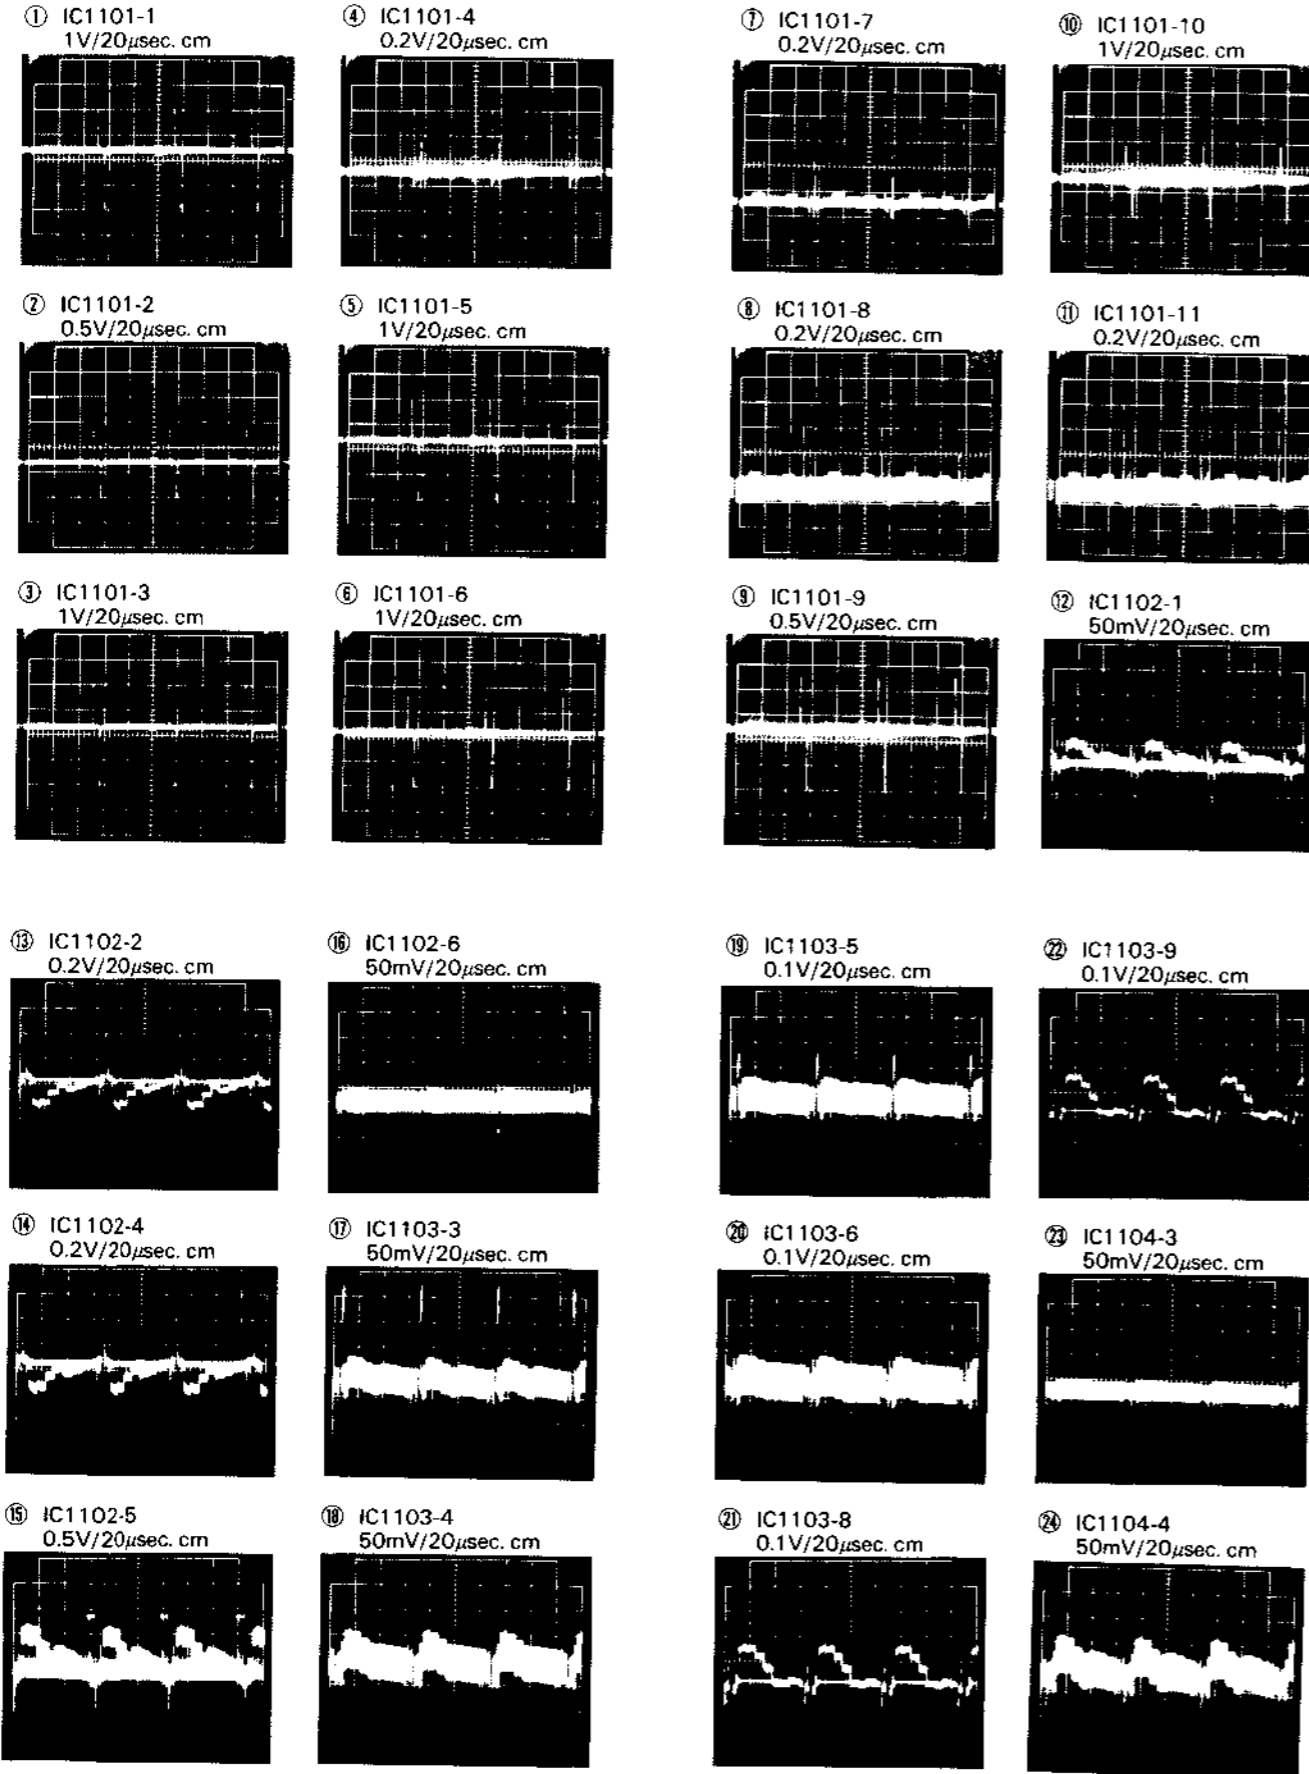 ① IC1101-1
1V/20μsec. cm
④ IC1101-4
0.2V/20μsec. cm
⑦ IC1101-7
0.2V/20μsec. cm
⑩ IC1101-10
1V/20μsec. cm
② IC1101-2
0.5V/20μsec. cm
⑤ IC1101-5
1V/20μsec. cm
⑧ IC1101-8
0.2V/20μsec. cm
⑪ IC1101-11
0.2V/20μsec. cm
③ IC1101-3
1V/20μsec. cm
⑥ IC1101-6
1V/20μsec. cm
⑨ IC1101-9
0.5V/20μsec. cm
⑫ IC1102-1
50mV/20μsec. cm
⑬ IC1102-2
0.2V/20μsec. cm
⑯ IC1102-6
50mV/20μsec. cm
⑲ IC1103-5
0.1V/20μsec. cm
㉒ IC1103-9
0.1V/20μsec. cm
⑭ IC1102-4
0.2V/20μsec. cm
⑰ IC1103-3
50mV/20μsec. cm
⑳ IC1103-6
0.1V/20μsec. cm
㉓ IC1104-3
50mV/20μsec. cm
⑮ IC1102-5
0.5V/20μsec. cm
⑱ IC1103-4
50mV/20μsec. cm
㉑ IC1103-8
0.1V/20μsec. cm
㉔ IC1104-4
50mV/20μsec. cm